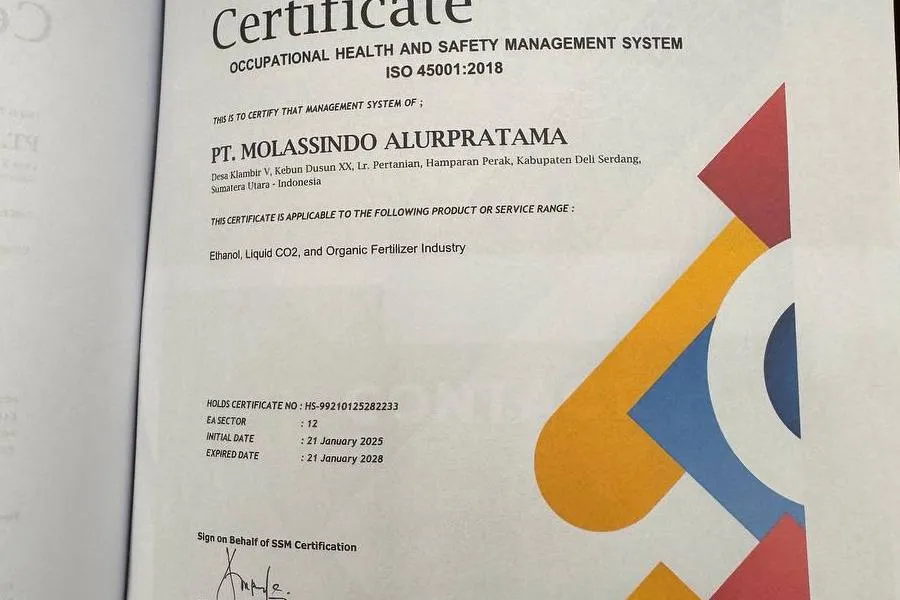 Certificate
OCCUPATIONAL HEALTH AND SAFETY MANAGEMENT SYSTEM
ISO 45001:2018
THIS IS TO CERTIFY THAT MANAGEMENT SYSTEM OF ;
PT. MOLASSINDO ALURPRATAMA
Desa Klambir V, Kebun Dusun XX, Lr. Pertanian, Hamparan Perak, Kabupaten Deli Serdang,
Sumatera Utara - Indonesia
THIS CERTIFICATE IS APPLICABLE TO THE FOLLOWING PRODUCT OR SERVICE RANGE :
Ethanol, Liquid CO2, and Organic Fertilizer Industry
HOLDS CERTIFICATE NO : HS-99210125282233
EA SECTOR : 12
INITIAL DATE : 21 January 2025
EXPIRED DATE : 21 January 2028
Sign on Behalf of SSM Certification